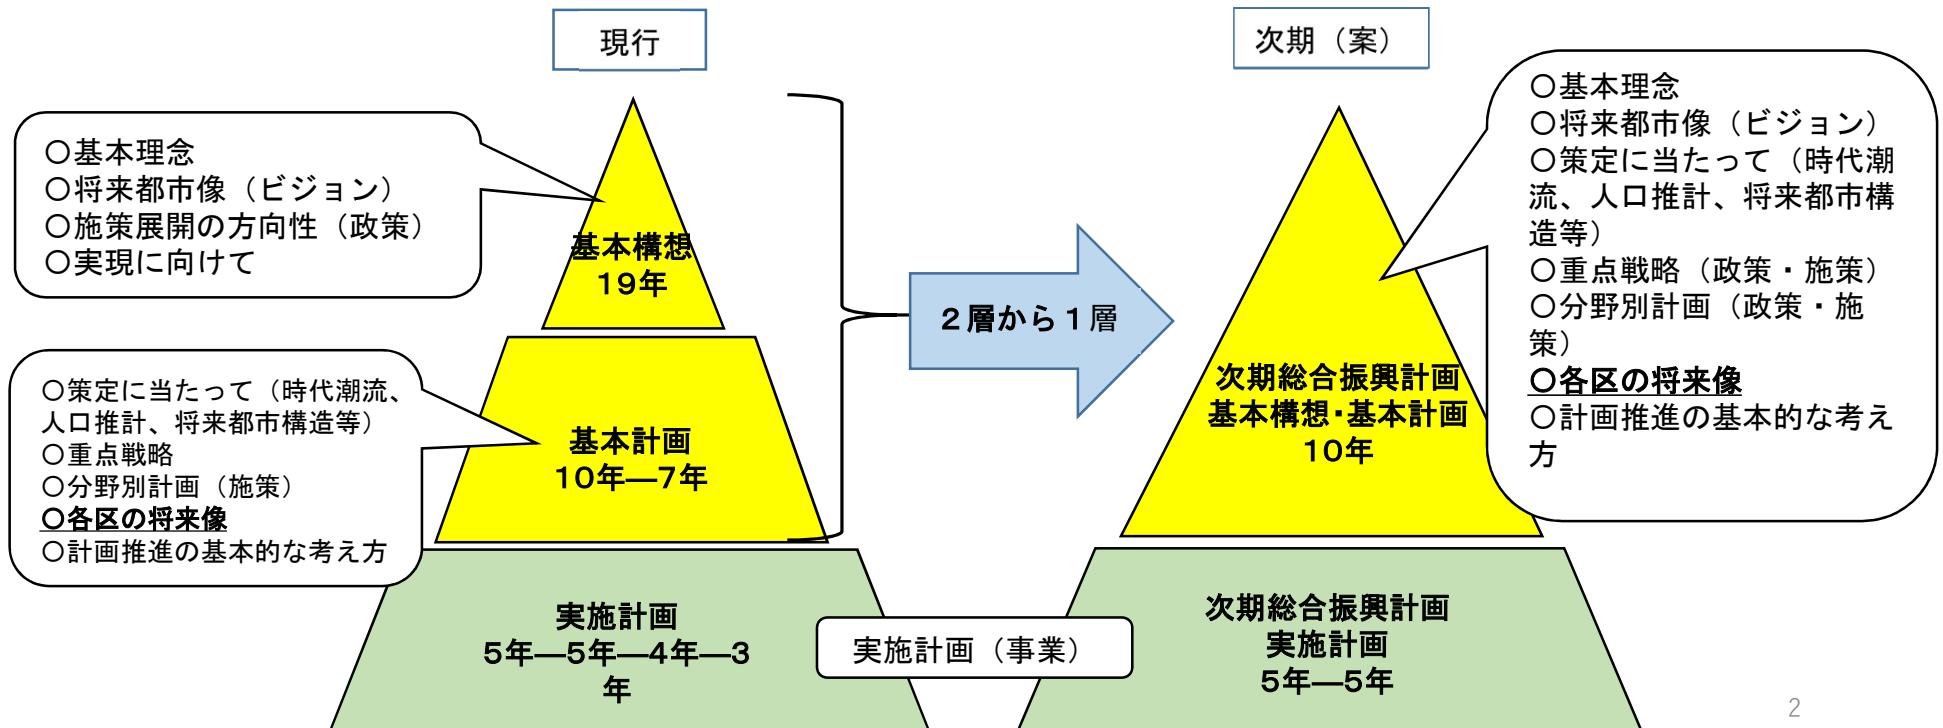 現行
次期（案）
〇基本理念
〇将来都市像（ビジョン）
〇施策展開の方向性（政策）
〇実現に向けて
基本構想
19年
〇策定に当たって（時代潮流、
人口推計、将来都市構造等）
〇重点戦略
〇分野別計画（施策）
〇各区の将来像
〇計画推進の基本的な考え方
基本計画
10年―7年
実施計画
5年―5年―4年―3
年
２層から１層
実施計画（事業）
〇基本理念
〇将来都市像（ビジョン）
〇策定に当たって（時代潮
流、人口推計、将来都市構
造等）
〇重点戦略（政策・施策）
〇分野別計画（政策・施
策）
〇各区の将来像
〇計画推進の基本的な考え
方
次期総合振興計画
基本構想・基本計画
10年
次期総合振興計画
実施計画
5年―5年
2